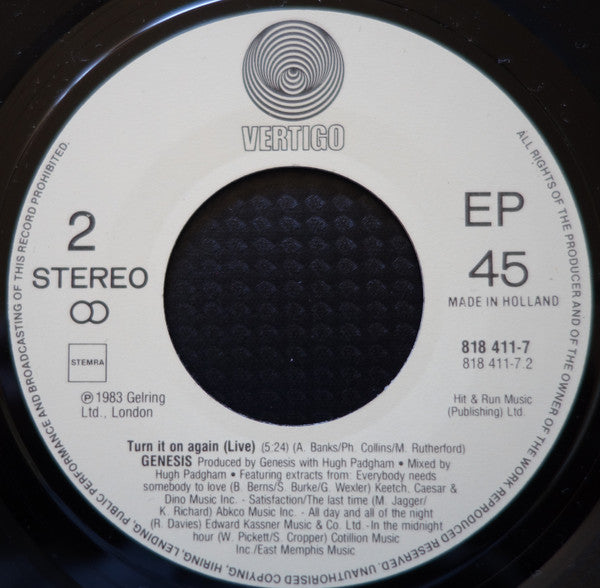 VERTIGO
2
STEREO
STEMRA
℗ 1983 Gelring
Ltd., London
EP
45
MADE IN HOLLAND
818 411-7
818 411-7.2
Hit & Run Music
(Publishing) Ltd.
Turn it on again (Live) (5:24) (A. Banks/Ph. Collins/M. Rutherford)
GENESIS Produced by Genesis with Hugh Padgham • Mixed by
Hugh Padgham • Featuring extracts from: Everybody needs
somebody to love (B. Berns/S. Burke/G. Wexler) Keetch, Caesar &
Dino Music Inc. - Satisfaction/The last time (M. Jagger/
K. Richard) Abkco Music Inc. - All day and all of the night
(R. Davies) Edward Kassner Music & Co. Ltd - In the midnight
hour (W. Pickett/S. Cropper) Cotillion Music
Inc./East Memphis Music
ALL RIGHTS OF THE PRODUCER AND OF THE OWNER OF THE WORK REPRODUCED RESERVED. UNAUTHORISED COPYING, HIRING, LENDING, PUBLIC PERFORMANCE AND BROADCASTING OF THIS RECORD PROHIBITED.